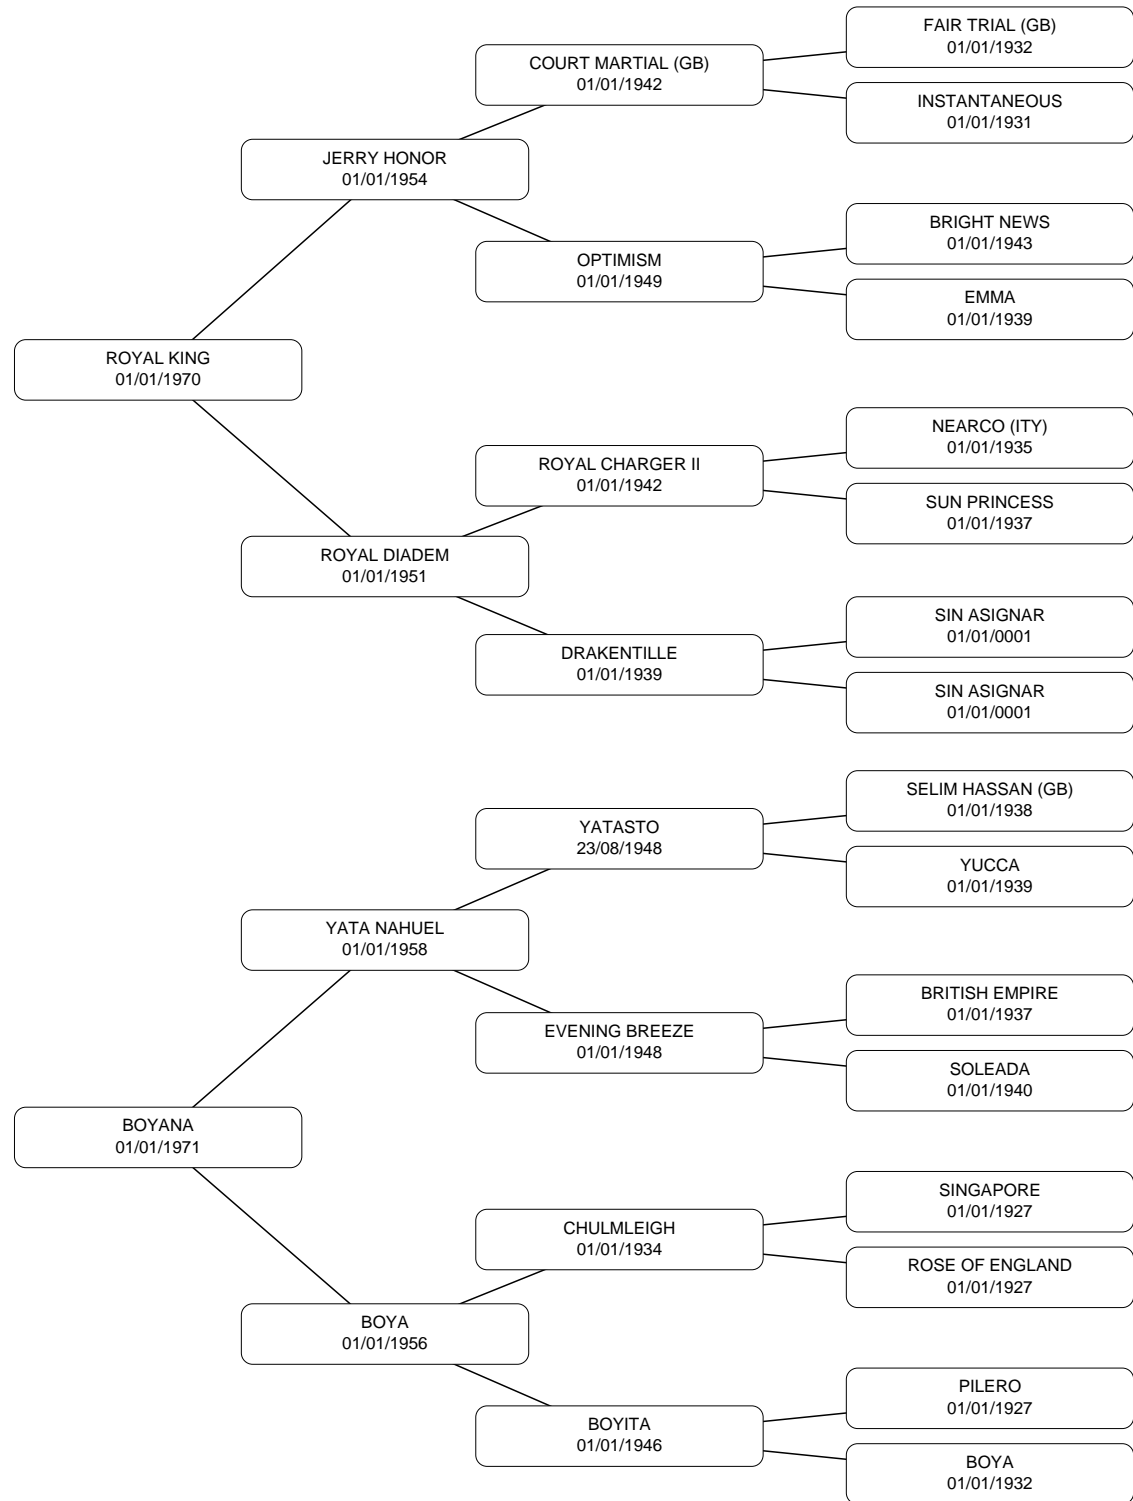 FAIR TRIAL (GB)
01/01/1932
COURT MARTIAL (GB)
01/01/1942
INSTANTANEOUS
01/01/1931
JERRY HONOR
01/01/1954
BRIGHT NEWS
01/01/1943
OPTIMISM
01/01/1949
EMMA
01/01/1939
ROYAL KING
01/01/1970
NEARCO (ITY)
01/01/1935
ROYAL CHARGER II
01/01/1942
SUN PRINCESS
01/01/1937
ROYAL DIADEM
01/01/1951
SIN ASIGNAR
01/01/0001
DRAKENTILLE
01/01/1939
SIN ASIGNAR
01/01/0001
SELIM HASSAN (GB)
01/01/1938
YATASTO
23/08/1948
YUCCA
01/01/1939
YATA NAHUEL
01/01/1958
BRITISH EMPIRE
01/01/1937
EVENING BREEZE
01/01/1948
SOLEADA
01/01/1940
BOYANA
01/01/1971
SINGAPORE
01/01/1927
CHULMLEIGH
01/01/1934
ROSE OF ENGLAND
01/01/1927
BOYA
01/01/1956
PILERO
01/01/1927
BOYITA
01/01/1946
BOYA
01/01/1932